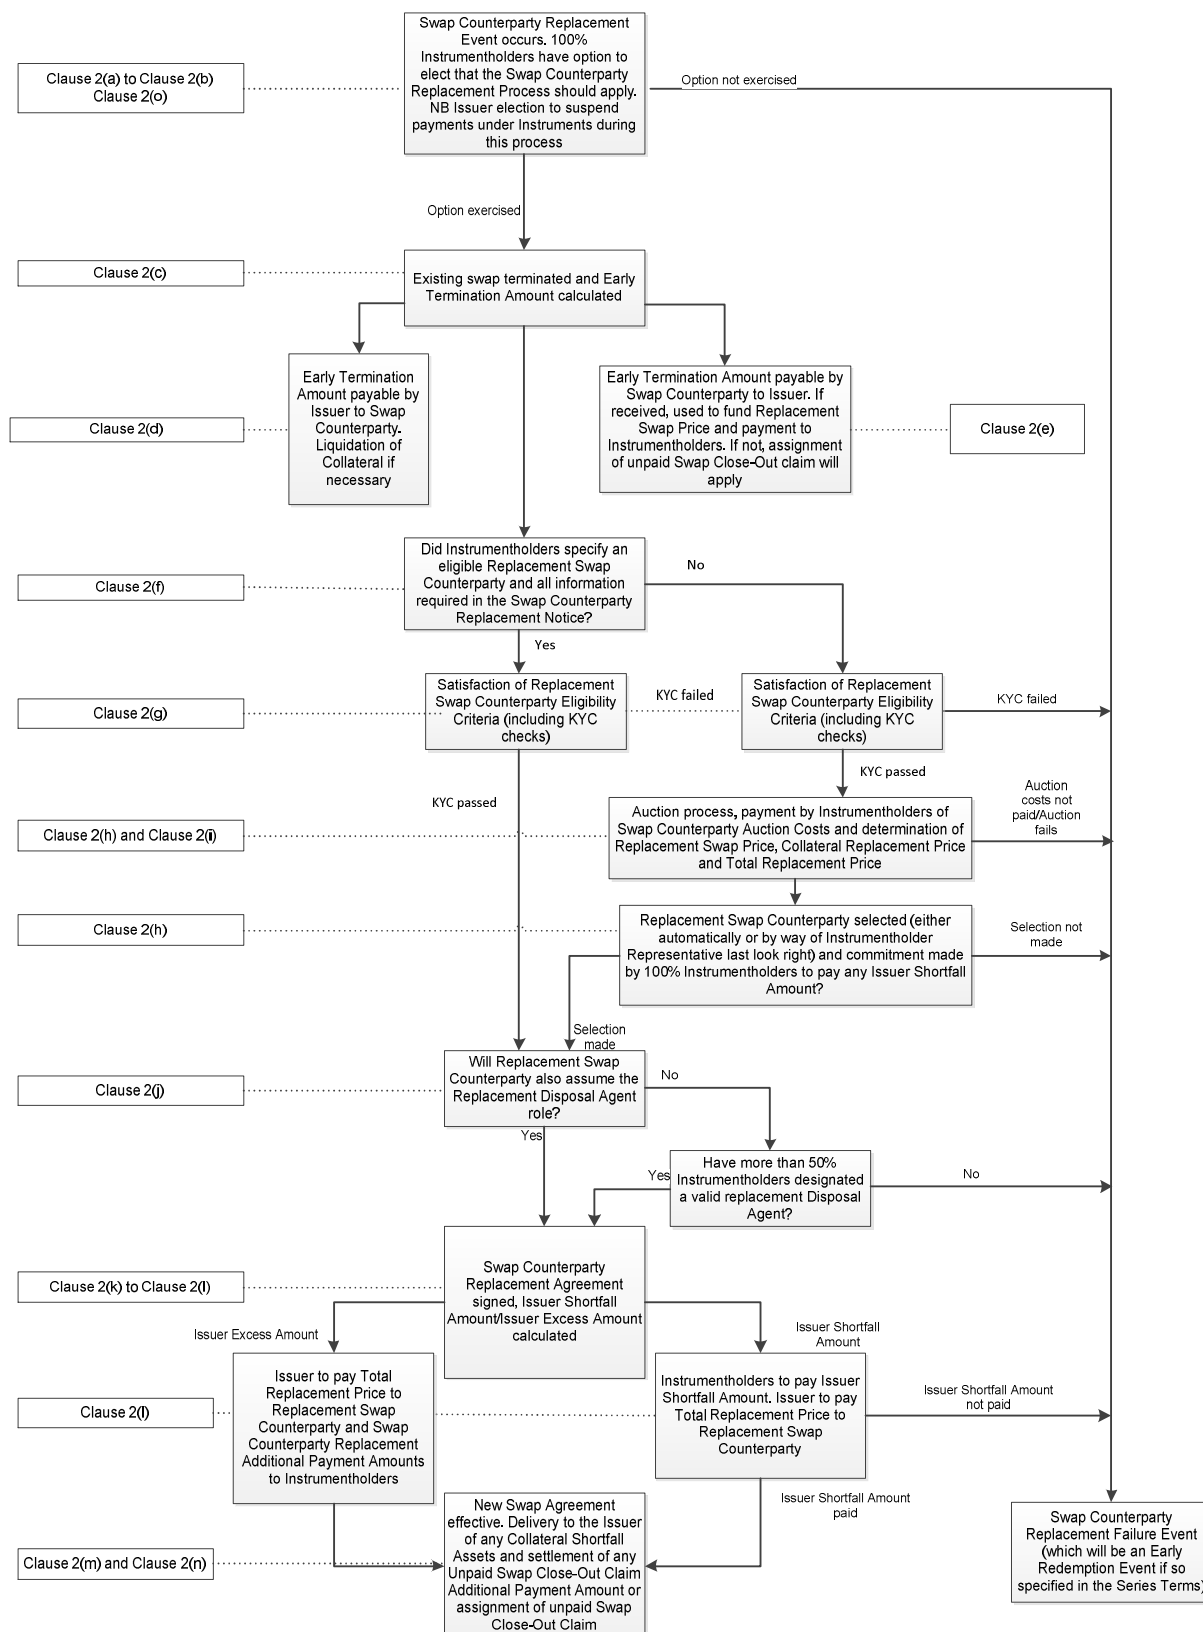 Swap Counterparty Replacement
Event occurs. 100%
Instrumentholders have option to
elect that the Swap Counterparty
Replacement Process should apply.
NB Issuer election to suspend
payments under Instruments during
this process
Clause 2(a) to Clause 2(b)
Clause 2(o)
Option not exercised
Option exercised
Clause 2(c)
Existing swap terminated and Early
Termination Amount calculated
Early Termination
Amount payable by
Issuer to Swap
Counterparty.
Liquidation of
Collateral if
necessary
Early Termination Amount payable by
Swap Counterparty to Issuer. If
received, used to fund Replacement
Swap Price and payment to
Instrumentholders. If not, assignment
of unpaid Swap Close-Out claim will
apply
Clause 2(d)
Clause 2(e)
Did Instrumentholders specify an
eligible Replacement Swap
Counterparty and all information
required in the Swap Counterparty
Replacement Notice?
No
Clause 2(f)
Yes
Satisfaction of Replacement
Swap Counterparty Eligibility
Criteria (including KYC
checks)
KYC failed
Satisfaction of Replacement
Swap Counterparty Eligibility
Criteria (including KYC
checks)
KYC failed
Clause 2(g)
KYC passed
KYC passed
Auction
costs not
paid/Auction
fails
Auction process, payment by Instrumentholders of
Swap Counterparty Auction Costs and determination of
Replacement Swap Price, Collateral Replacement Price
and Total Replacement Price
Clause 2(h) and Clause 2(i)
Clause 2(h)
Replacement Swap Counterparty selected (either
automatically or by way of Instrumentholder
Representative last look right) and commitment made
by 100% Instrumentholders to pay any Issuer Shortfall
Amount?
Selection not
made
Selection
made
Will Replacement Swap
Counterparty also assume the
Replacement Disposal Agent
role?
No
Clause 2(j)
Yes
Have more than 50%
Instrumentholders designated
a valid replacement Disposal
Agent?
Yes
No
Swap Counterparty
Replacement Agreement
signed, Issuer Shortfall
Amount/Issuer Excess Amount
calculated
Clause 2(k) to Clause 2(l)
Issuer Excess Amount
Issuer Shortfall
Amount
Issuer to pay Total
Replacement Price to
Replacement Swap
Counterparty and Swap
Counterparty Replacement
Additional Payment Amounts
to Instrumentholders
Instrumentholders to pay Issuer
Shortfall Amount. Issuer to pay
Total Replacement Price to
Replacement Swap
Counterparty
Issuer Shortfall Amount
not paid
Clause 2(l)
Issuer Shortfall Amount
paid
New Swap Agreement
effective. Delivery to the Issuer
of any Collateral Shortfall
Assets and settlement of any
Unpaid Swap Close-Out Claim
Additional Payment Amount or
assignment of unpaid Swap
Close-Out Claim
Clause 2(m) and Clause 2(n)
Swap Counterparty
Replacement Failure Event
(which will be an Early
Redemption Event if so
specified in the Series Terms)